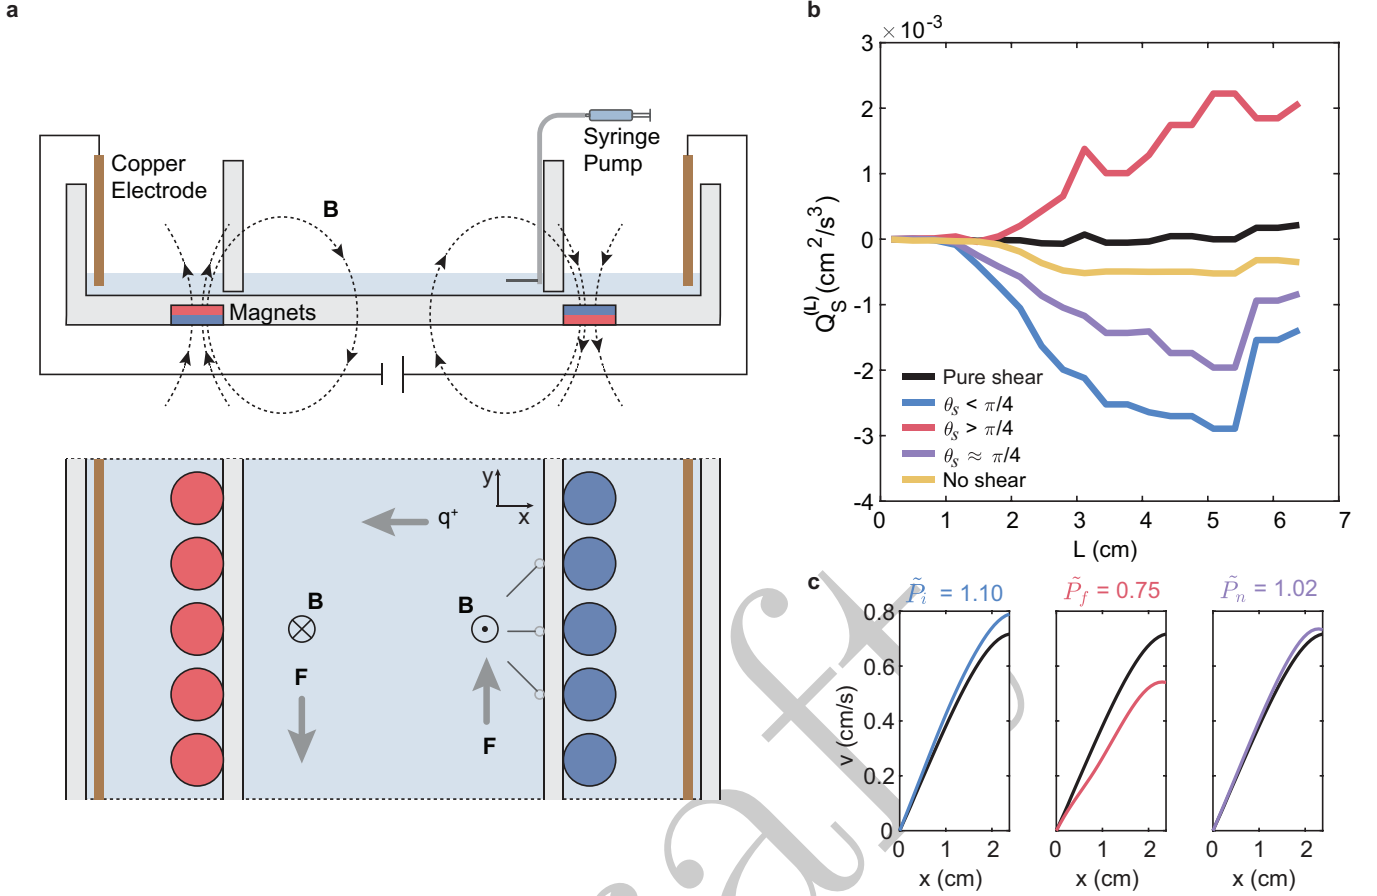 a
Copper
Electrode
B
Syringe
Pump
Magnets
y
x
q⁺
B
F
B
F
b
×10⁻³
3
2
1
0
-1
-2
-3
-4
Q_S^(L) (cm²/s³)
Pure shear
θ_s < π/4
θ_s > π/4
θ_s ≈ π/4
No shear
0 1 2 3 4 5 6 7
L (cm)
c
P̃_i = 1.10
P̃_f = 0.75
P̃_n = 1.02
0.8
0.6
0.4
0.2
0
v (cm/s)
0 1 2
0 1 2
0 1 2
x (cm)
x (cm)
x (cm)